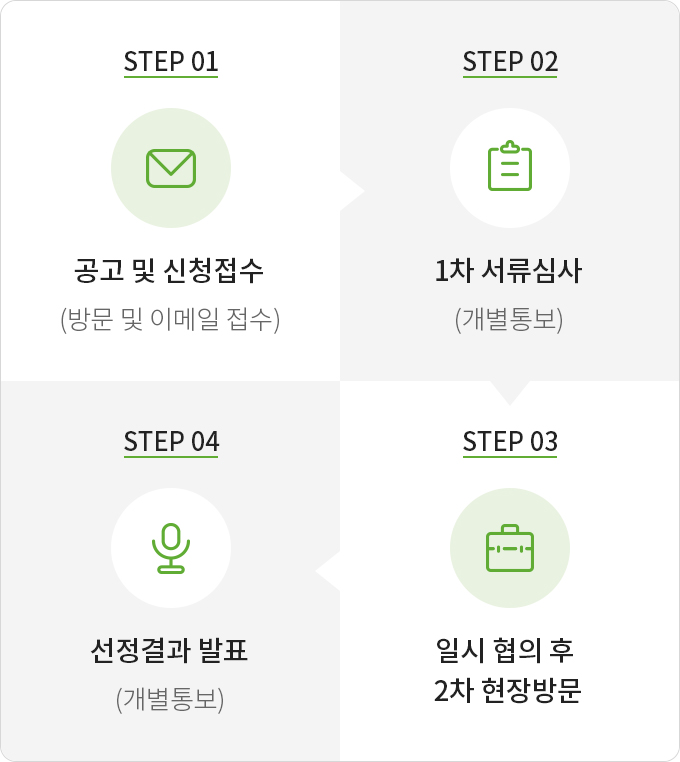 STEP 01
공고 및 신청접수
(방문 및 이메일 접수)
STEP 02
1차 서류심사
(개별통보)
STEP 03
일시 협의 후
2차 현장방문
STEP 04
선정결과 발표
(개별통보)